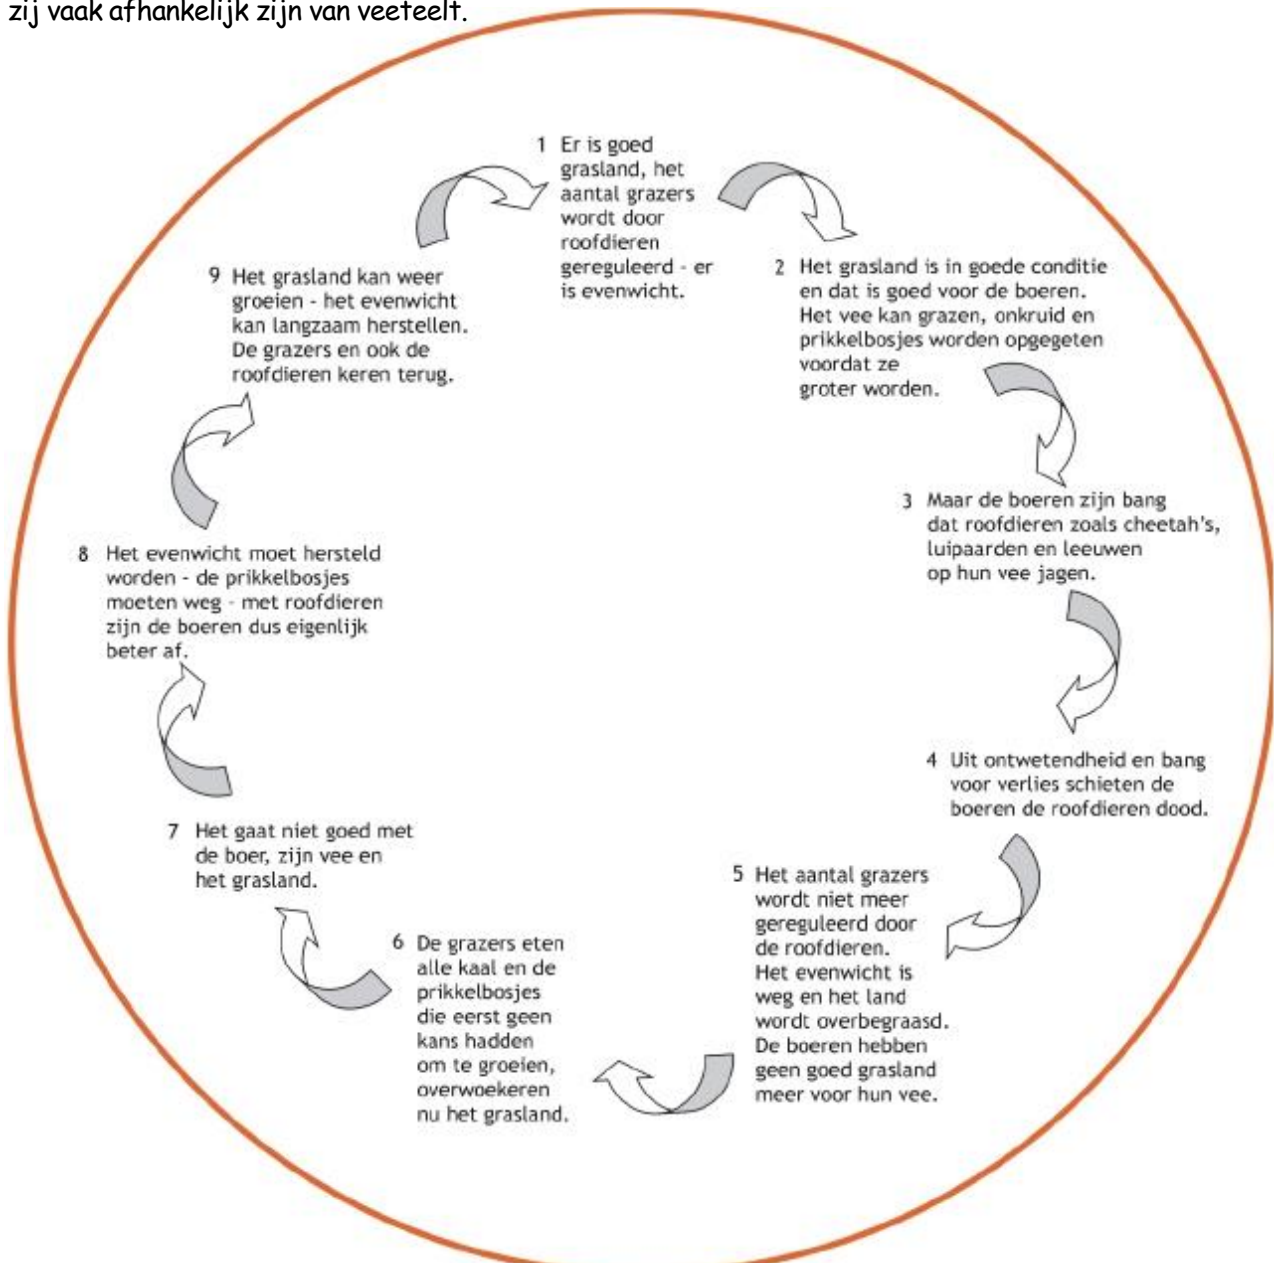 zij vaak afhankelijk zijn van veeteelt.
1 Er is goed
grasland, het
aantal grazers
wordt door
roofdieren
gereguleerd - er
is evenwicht.
2 Het grasland is in goede conditie
en dat is goed voor de boeren.
Het vee kan grazen, onkruid en
prikkelbosjes worden opgegeten
voordat ze
groter worden.
3 Maar de boeren zijn bang
dat roofdieren zoals cheetah's,
luipaarden en leeuwen
op hun vee jagen.
4 Uit ontwetendheid en bang
voor verlies schieten de
boeren de roofdieren dood.
5 Het aantal grazers
wordt niet meer
gereguleerd door
de roofdieren.
Het evenwicht is
weg en het land
wordt overbegraasd.
De boeren hebben
geen goed grasland
meer voor hun vee.
6 De grazers eten
alle kaal en de
prikkelbosjes
die eerst geen
kans hadden
om te groeien,
overwoekeren
nu het grasland.
7 Het gaat niet goed met
de boer, zijn vee en
het grasland.
8 Het evenwicht moet hersteld
worden - de prikkelbosjes
moeten weg - met roofdieren
zijn de boeren dus eigenlijk
beter af.
9 Het grasland kan weer
groeien - het evenwicht
kan langzaam herstellen.
De grazers en ook de
roofdieren keren terug.